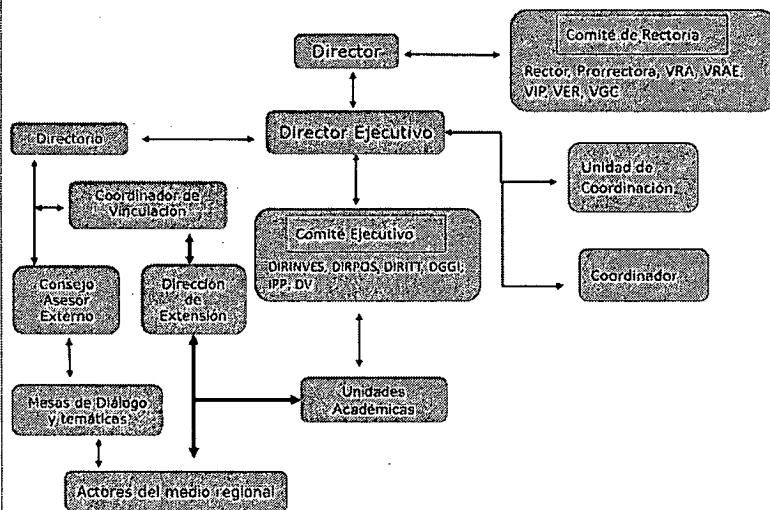 Comité de Rectoría
Director
Rector, Prorrectora, VRA, VRAE,
VIP, VER, VGC
Director Ejecutivo
Directorio
Unidad de
Coordinación
Coordinador de
Vinculación
Comité Ejecutivo
DIRINVES, DIRPOS, DIRITT, DGGI,
IPP, DV
Coordinador
Consejo
Asesor
Externo
Dirección
de
Extensión
Unidades
Académicas
Mesas de Diálogo
y temáticas
Actores del medio regional